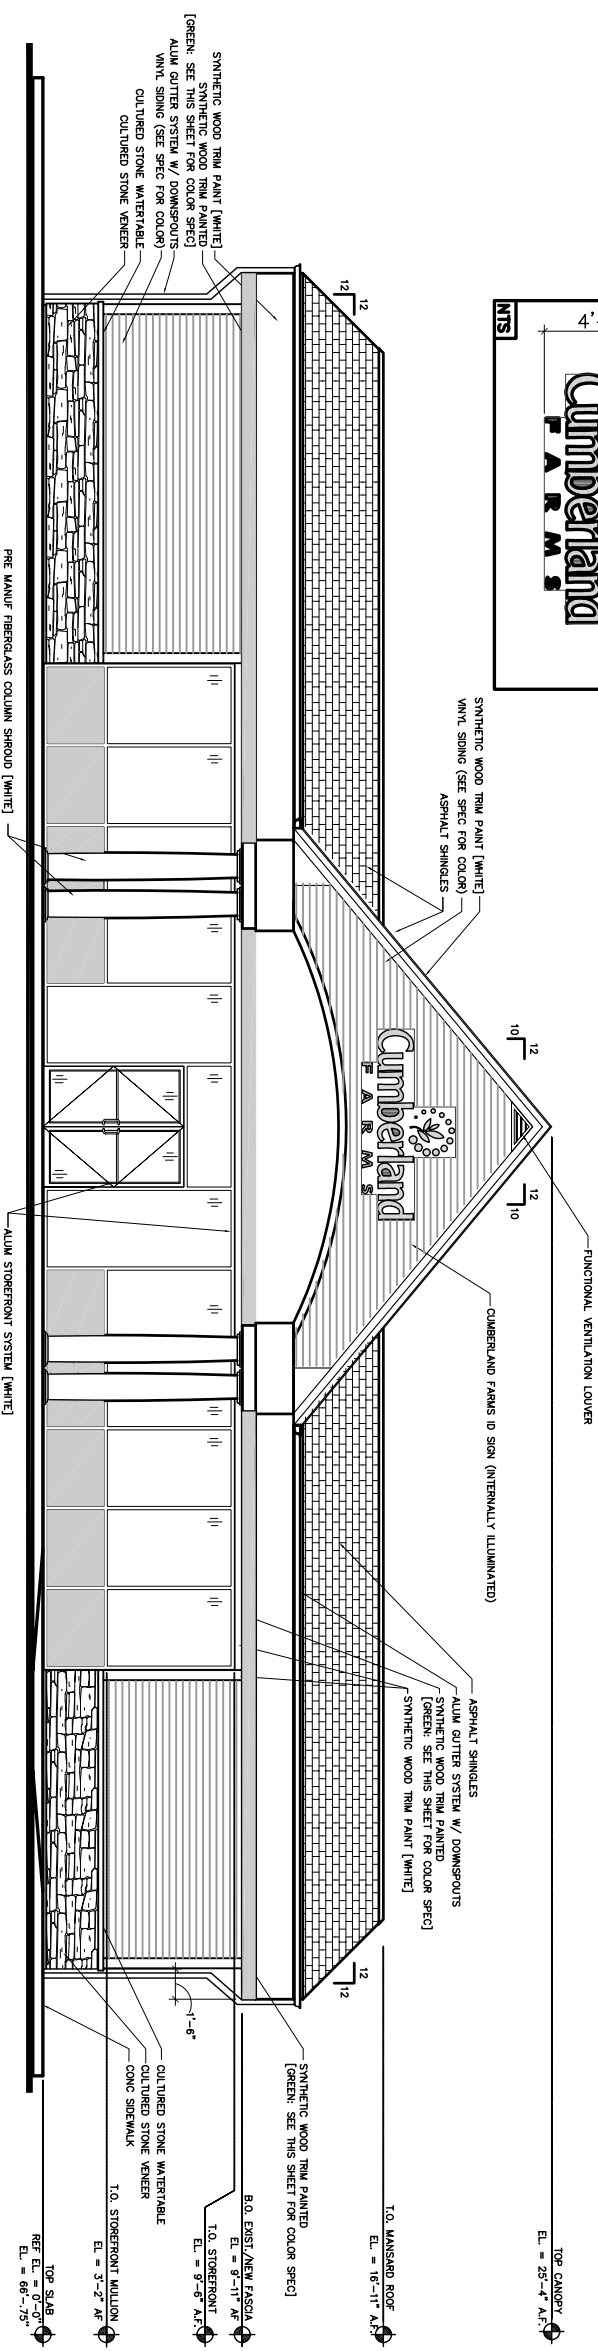 NTS
4'-
Cumberland
FARMS
SYNTHETIC WOOD TRIM PAINT [WHITE]
SYNTHETIC WOOD TRIM PAINTED
[GREEN: SEE THIS SHEET FOR COLOR SPEC]
ALUM GUTTER SYSTEM W/ DOWNSPOUTS
VINYL SIDING (SEE SPEC FOR COLOR)
CULTURED STONE WATERTABLE
CULTURED STONE VENEER
12
12
SYNTHETIC WOOD TRIM PAINT [WHITE]
VINYL SIDING (SEE SPEC FOR COLOR)
ASPHALT SHINGLES
10
12
12
10
FUNCTIONAL VENTILATION LOUVER
CUMBERLAND FARMS ID SIGN (INTERNALLY ILLUMINATED)
Cumberland
FARMS
ASPHALT SHINGLES
ALUM GUTTER SYSTEM W/ DOWNSPOUTS
SYNTHETIC WOOD TRIM PAINTED
[GREEN: SEE THIS SHEET FOR COLOR SPEC]
SYNTHETIC WOOD TRIM PAINT [WHITE]
12
12
1'-6"
SYNTHETIC WOOD TRIM PAINTED
[GREEN: SEE THIS SHEET FOR COLOR SPEC]
CULTURED STONE WATERTABLE
CULTURED STONE VENEER
CONC SIDEWALK
PRE MANUF FIBERGLASS COLUMN SHROUD [WHITE]
ALUM STOREFRONT SYSTEM [WHITE]
TOP CANOPY
EL. = 25'-4" A.F.
T.O. MANSARD ROOF
EL. = 16'-11" A.F.
B.O. EXIST./NEW FASCIA
EL = 9'-11" AF
T.O. STOREFRONT
EL = 9'-6" A.F.
T.O. STOREFRONT MULLION
EL = 3'-2" AF
TOP SLAB
REF EL. = 0'-0"
EL. = 66'-.75"